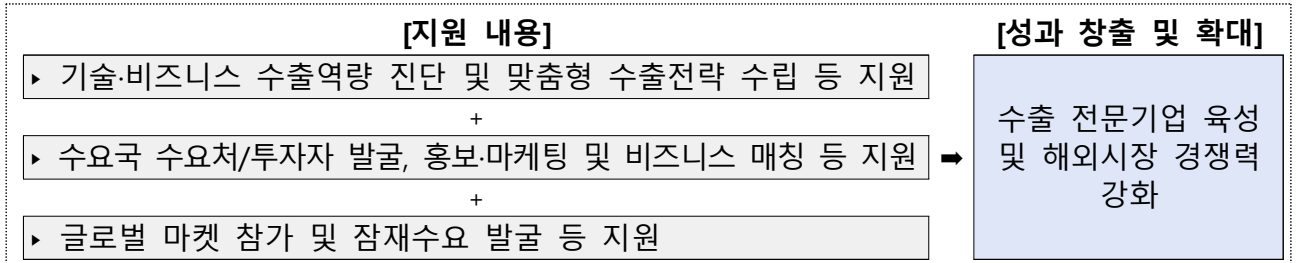 [지원 내용]
▸ 기술·비즈니스 수출역량 진단 및 맞춤형 수출전략 수립 등 지원
+
▸ 수요국 수요처/투자자 발굴, 홍보·마케팅 및 비즈니스 매칭 등 지원
+
▸ 글로벌 마켓 참가 및 잠재수요 발굴 등 지원
➡
[성과 창출 및 확대]
수출 전문기업 육성
및 해외시장 경쟁력
강화